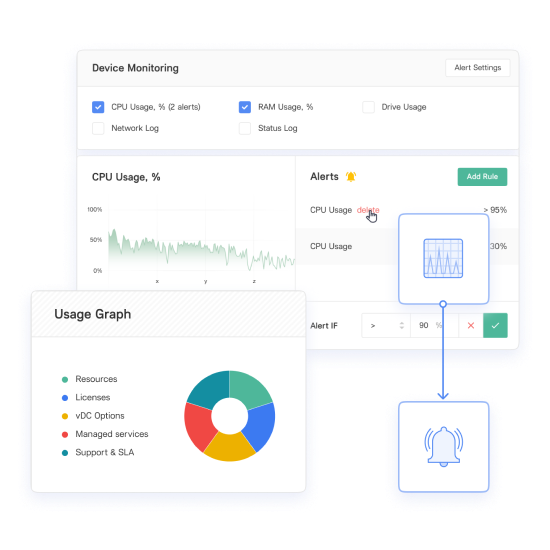 Device Monitoring
Alert Settings
CPU Usage, % (2 alerts)
RAM Usage, %
Drive Usage
Network Log
Status Log
CPU Usage, %
100%
50%
0%
x y z
Alerts
Add Rule
CPU Usage delete > 95%
CPU Usage 30%
Alert IF > 90 %
Usage Graph
Resources
Licenses
vDC Options
Managed services
Support & SLA